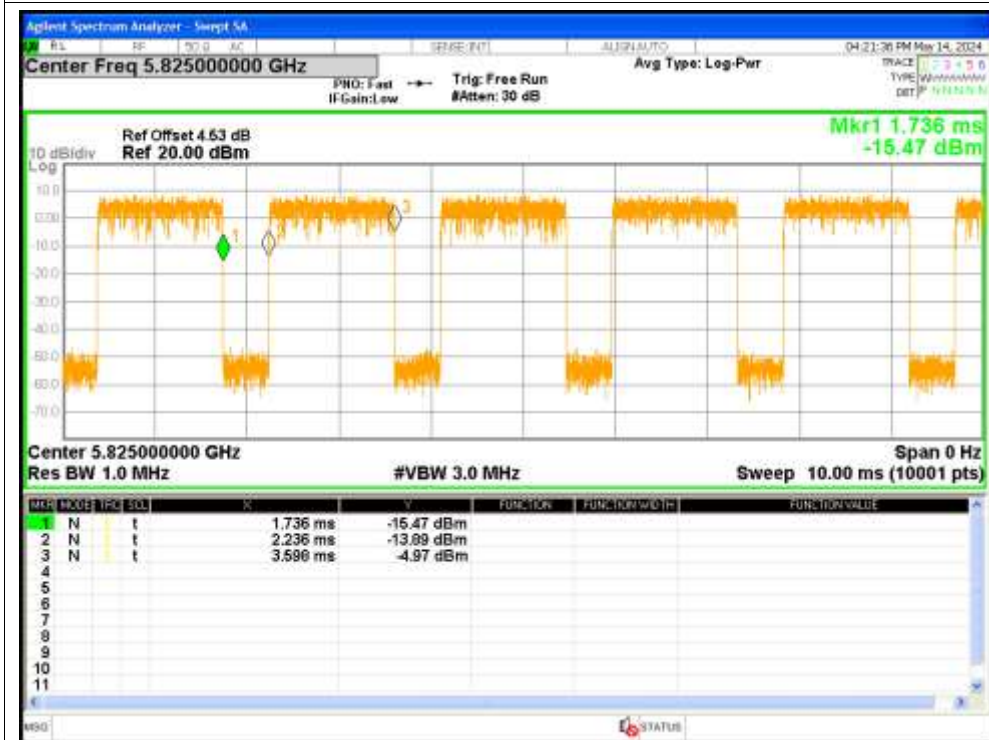 Agilent Spectrum Analyzer - Swept SA
RL RF 50 Ω AC SENSE:INT ALIGN AUTO 04:21:36 PM May 14, 2024
Center Freq 5.825000000 GHz
Avg Type: Log-Pwr
TRACE 1 2 3 4 5 6
PNO: Fast
Trig: Free Run
TYPE
IFGain:Low
#Atten: 30 dB
DET P N N N N N
Mkr1 1.736 ms
-15.47 dBm
Ref Offset 4.53 dB
10 dB/div Ref 20.00 dBm
Log
10.0
0.00
-10.0
-20.0
-30.0
-40.0
-50.0
-60.0
-70.0
1
2
3
Center 5.825000000 GHz Span 0 Hz
Res BW 1.0 MHz #VBW 3.0 MHz Sweep 10.00 ms (10001 pts)
MKR MODE TRC SCL X Y FUNCTION FUNCTION WIDTH FUNCTION VALUE
1 N t 1.736 ms -15.47 dBm
2 N t 2.236 ms -13.89 dBm
3 N t 3.598 ms -4.97 dBm
4
5
6
7
8
9
10
11
MSG STATUS